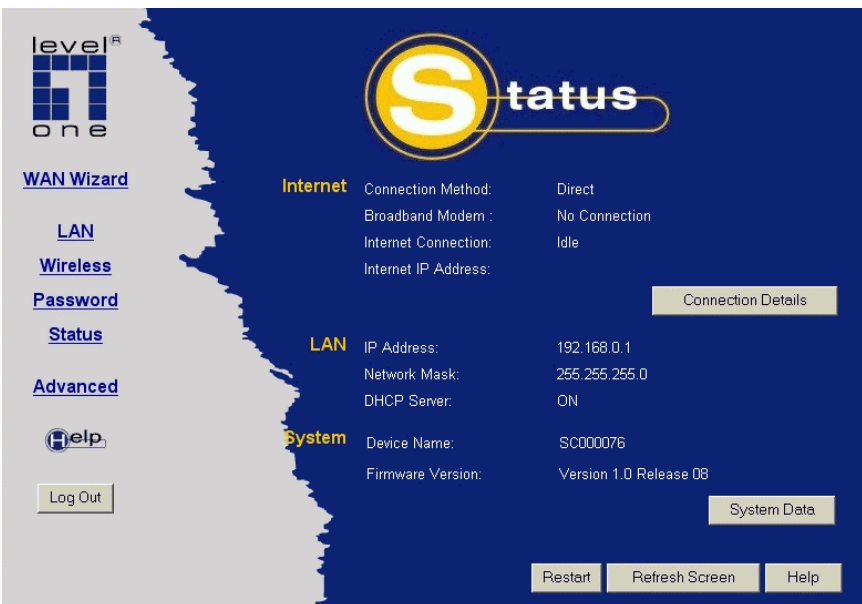 level®
one
WAN Wizard
LAN
Wireless
Password
Status
Advanced
Help
Log Out
Status
Internet
Connection Method: Direct
Broadband Modem : No Connection
Internet Connection: Idle
Internet IP Address:
Connection Details
LAN
IP Address: 192.168.0.1
Network Mask: 255.255.255.0
DHCP Server: ON
System
Device Name: SC000076
Firmware Version: Version 1.0 Release 08
System Data
Restart Refresh Screen Help